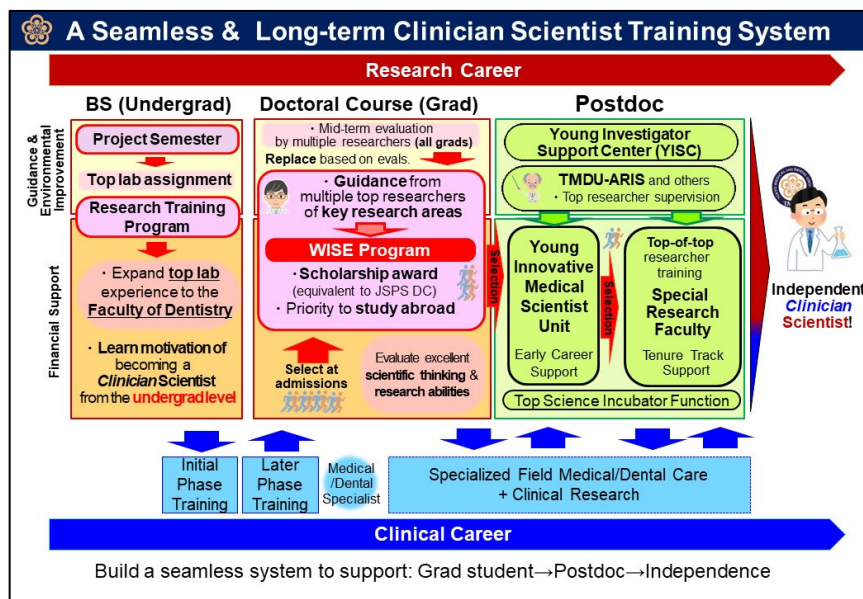 A Seamless & Long-term Clinician Scientist Training System
Research Career
BS (Undergrad)
Doctoral Course (Grad)
Postdoc
Guidance &
Environmental
Improvement
Financial Support
Project Semester
Top lab assignment
Research Training
Program
・ Expand top lab
experience to the
Faculty of Dentistry
・ Learn motivation of
becoming a
Clinician Scientist
from the undergrad level
・ Mid-term evaluation
by multiple researchers (all grads)
Replace based on evals.
・ Guidance from
multiple top researchers
of key research areas
WISE Program
・ Scholarship award
(equivalent to JSPS DC)
・ Priority to study abroad
Select at
admissions
Evaluate excellent
scientific thinking &
research abilities
Selection
Young Investigator
Support Center (YISC)
TMDU-ARIS and others
・ Top researcher supervision
Young
Innovative
Medical
Scientist
Unit
Early Career
Support
Selection
Top-of-top
researcher
training
Special
Research
Faculty
Tenure Track
Support
Top Science Incubator Function
Independent
Clinician
Scientist!
Initial
Phase
Training
Later
Phase
Training
Medical
/Dental
Specialist
Specialized Field Medical/Dental Care
+ Clinical Research
Clinical Career
Build a seamless system to support: Grad student→Postdoc→Independence